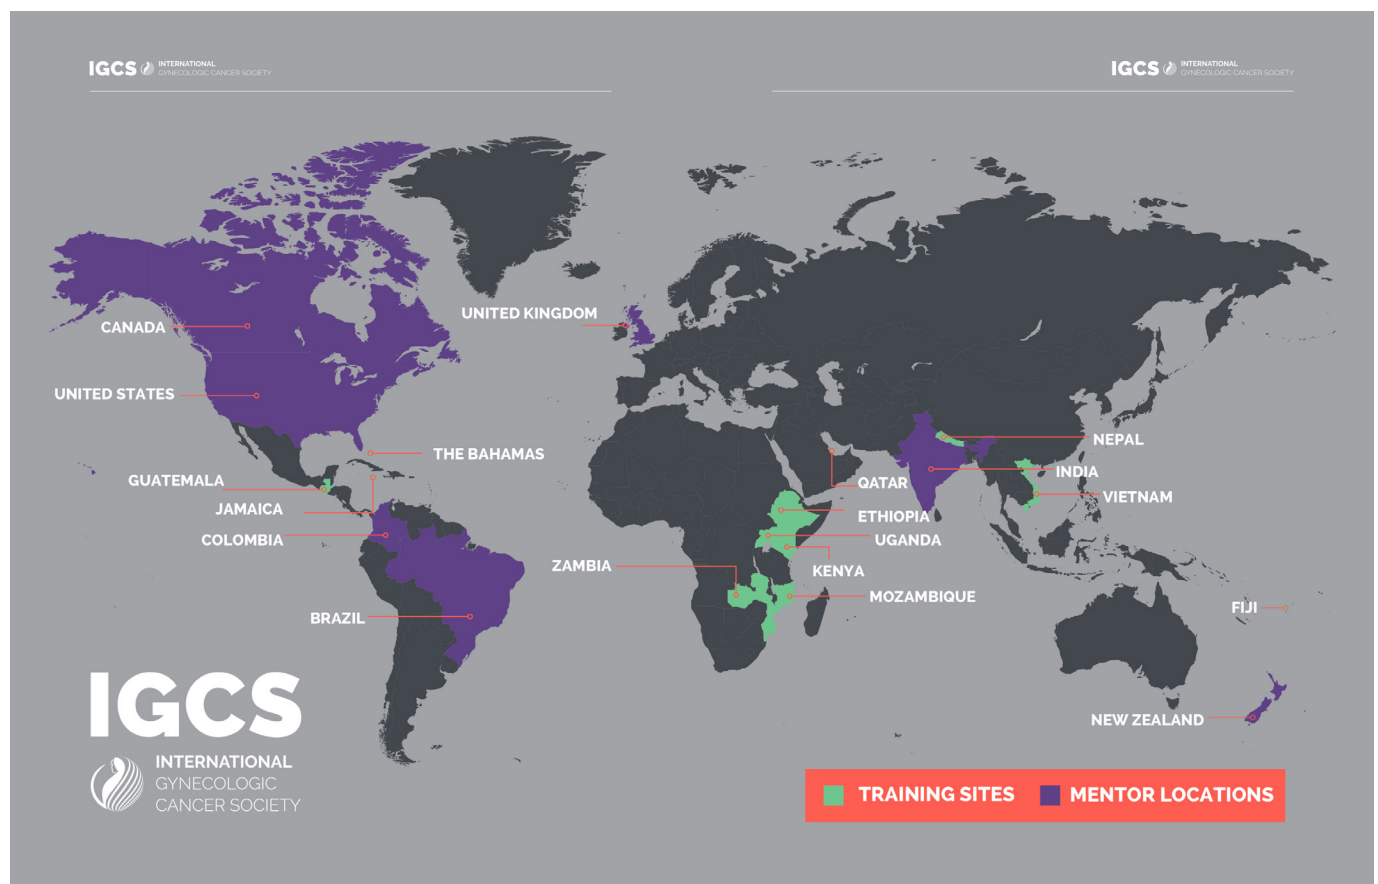 IGCS INTERNATIONAL
GYNECOLOGIC CANCER SOCIETY
IGCS INTERNATIONAL
GYNECOLOGIC CANCER SOCIETY
UNITED KINGDOM
CANADA
UNITED STATES
THE BAHAMAS
NEPAL
GUATEMALA
INDIA
QATAR
VIETNAM
JAMAICA
ETHIOPIA
COLOMBIA
UGANDA
ZAMBIA
KENYA
MOZAMBIQUE
FIJI
BRAZIL
NEW ZEALAND
IGCS
INTERNATIONAL
GYNECOLOGIC
CANCER SOCIETY
TRAINING SITES
MENTOR LOCATIONS